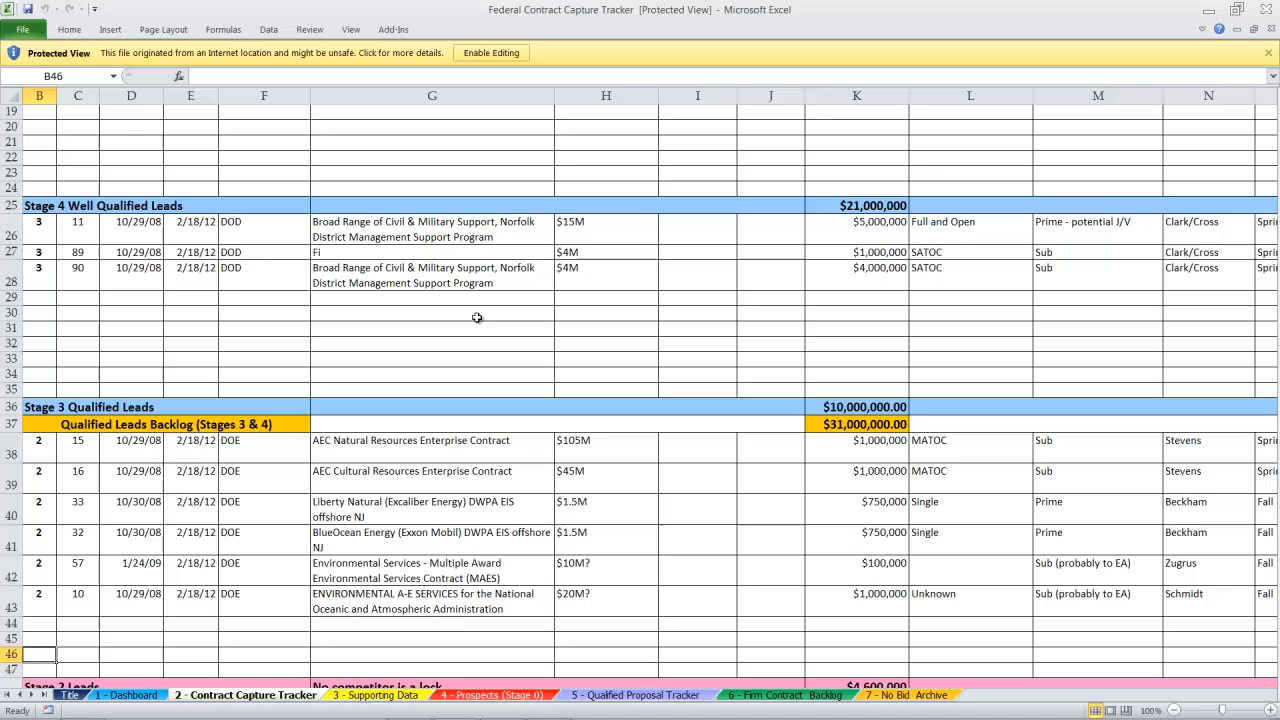 Federal Contract Capture Tracker [Protected View] - Microsoft Excel
File Home Insert Page Layout Formulas Data Review View Add-Ins
Protected View This file originated from an Internet location and might be unsafe. Click for more details. Enable Editing
B46 fx
B C D E F G H I J K L M N
19
20
21
22
23
24
25 Stage 4 Well Qualified Leads $21,000,000
26 3 11 10/29/08 2/18/12 DOD Broad Range of Civil & Military Support, Norfolk $15M $5,000,000 Full and Open Prime - potential J/V Clark/Cross Spri
District Management Support Program
27 3 89 10/29/08 2/18/12 DOD Fi $4M $1,000,000 SATOC Sub Clark/Cross Spri
28 3 90 10/29/08 2/18/12 DOD Broad Range of Civil & Military Support, Norfolk $4M $4,000,000 SATOC Sub Clark/Cross Spri
District Management Support Program
29
30
31
32
33
34
35
36 Stage 3 Qualified Leads $10,000,000.00
37 Qualified Leads Backlog (Stages 3 & 4) $31,000,000.00
38 2 15 10/29/08 2/18/12 DOE AEC Natural Resources Enterprise Contract $105M $1,000,000 MATOC Sub Stevens Spri
39 2 16 10/29/08 2/18/12 DOE AEC Cultural Resources Enterprise Contract $45M $1,000,000 MATOC Sub Stevens Spri
40 2 33 10/30/08 2/18/12 DOE Liberty Natural (Excaliber Energy) DWPA EIS $1.5M $750,000 Single Prime Beckham Fall
offshore NJ
41 2 32 10/30/08 2/18/12 DOE BlueOcean Energy (Exxon Mobil) DWPA EIS offshore $1.5M $750,000 Single Prime Beckham Fall
NJ
42 2 57 1/24/09 2/18/12 DOE Environmental Services - Multiple Award $10M? $100,000 Sub (probably to EA) Zugrus Fall
Environmental Services Contract (MAES)
43 2 10 10/29/08 2/18/12 DOE ENVIRONMENTAL A-E SERVICES for the National $20M? $1,000,000 Unknown Sub (probably to EA) Schmidt Fall
Oceanic and Atmospheric Administration
44
45
46
47
Stage 2 Leads No competitor is a lock $4,600,000
Title 1 - Dashboard 2 - Contract Capture Tracker 3 - Supporting Data 4 - Prospects (Stage 0) 5 - Qualified Proposal Tracker 6 - Firm Contract Backlog 7 - No Bid Archive
Ready 100%